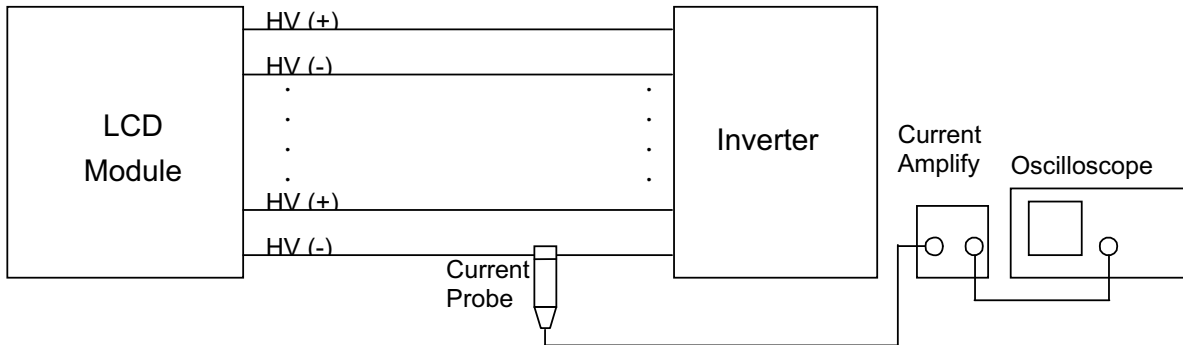 HV (+)
HV (-)
LCD
Module
Inverter
Current
Amplify
Oscilloscope
HV (+)
HV (-)
Current
Probe